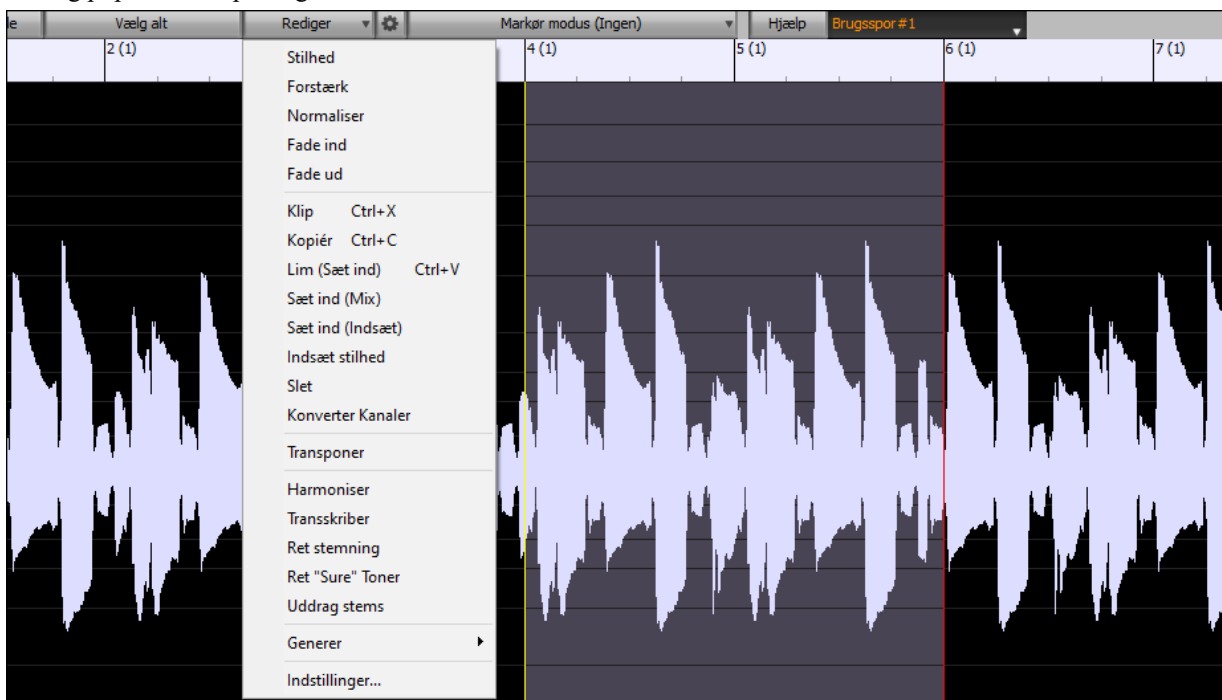 le Vælg alt Rediger Markør modus (Ingen) Hjælp Brugsspor #1
2 (1) 4 (1) 5 (1) 6 (1) 7 (1)
Stilhed
Forstærk
Normaliser
Fade ind
Fade ud
Klip Ctrl+X
Kopiér Ctrl+C
Lim (Sæt ind) Ctrl+V
Sæt ind (Mix)
Sæt ind (Indsæt)
Indsæt stilhed
Slet
Konverter Kanaler
Transponer
Harmoniser
Transskriber
Ret stemning
Ret "Sure" Toner
Uddrag stems
Generer
Indstillinger...